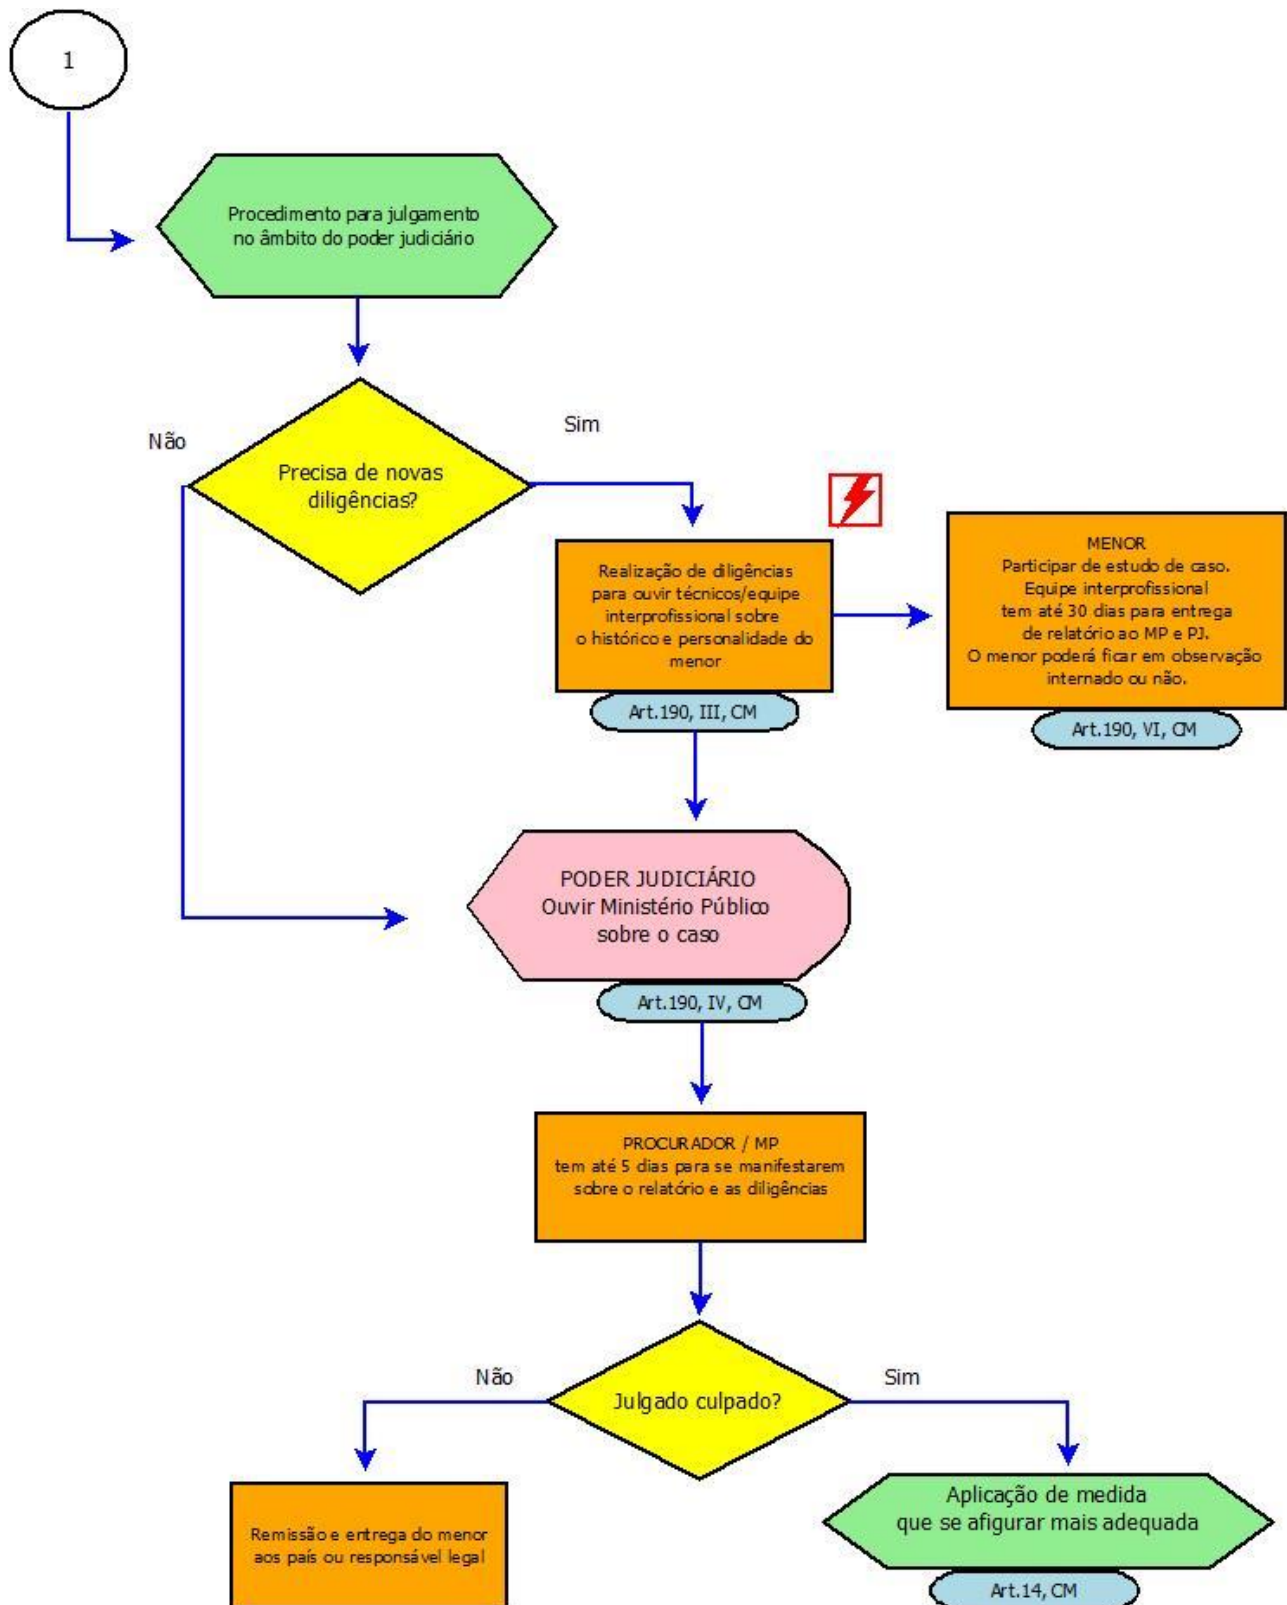 1
Procedimento para julgamento
no âmbito do poder judiciário
Não
Sim
Precisa de novas
diligências?
Realização de diligências
para ouvir técnicos/equipe
interprofissional sobre
o histórico e personalidade do
menor
Art.190, III, CM
MENOR
Participar de estudo de caso.
Equipe interprofissional
tem até 30 dias para entrega
de relatório ao MP e PJ.
O menor poderá ficar em observação
internado ou não.
Art.190, VI, CM
PODER JUDICIÁRIO
Ouvir Ministério Público
sobre o caso
Art.190, IV, CM
PROCURADOR / MP
tem até 5 dias para se manifestarem
sobre o relatório e as diligências
Não
Sim
Julgado culpado?
Remissão e entrega do menor
aos país ou responsável legal
Aplicação de medida
que se afigurar mais adequada
Art.14, CM